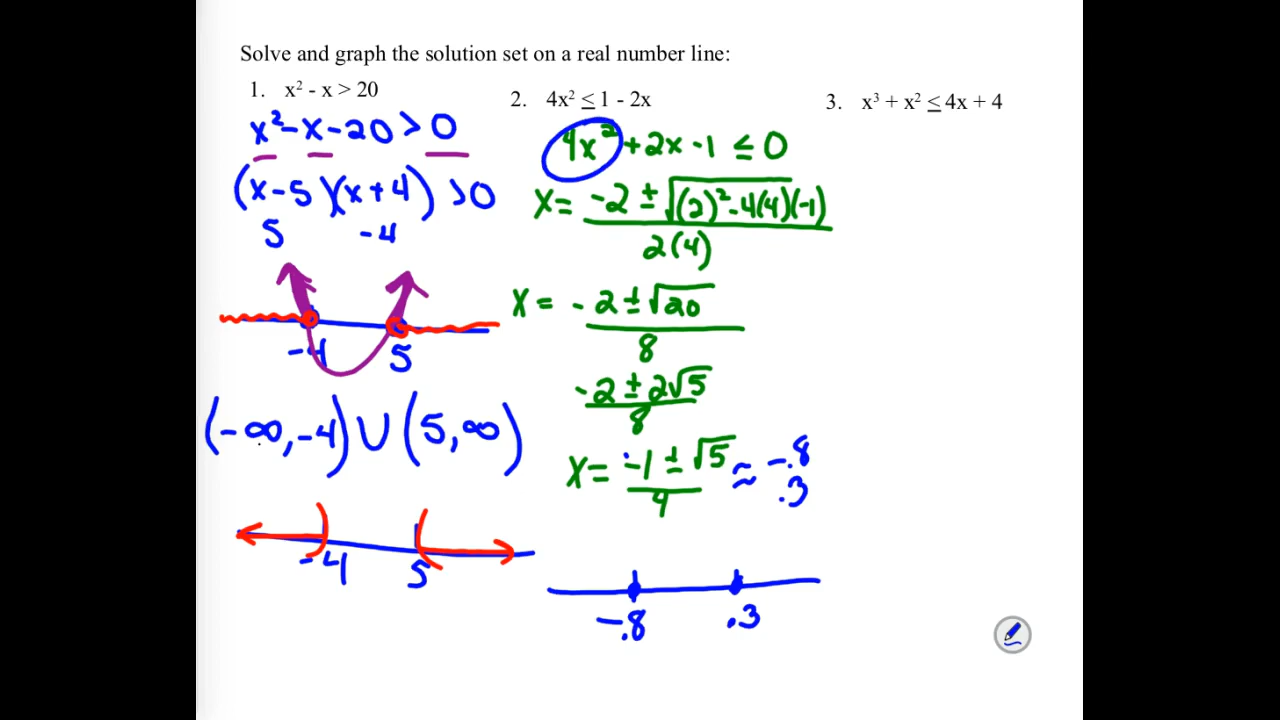 Solve and graph the solution set on a real number line:
1. x² - x > 20
x² - x - 20 > 0
(x - 5)(x + 4) > 0
5 -4
-4 5
(-∞, -4) ∪ (5, ∞)
-4 5
2. 4x² ≤ 1 - 2x
4x² + 2x - 1 ≤ 0
x = -2 ± √(2)² - 4(4)(-1)
2(4)
x = -2 ± √20
8
-2 ± 2√5
8
x = -1 ± √5 ≈ -.8
4 .3
-.8 .3
3. x³ + x² ≤ 4x + 4